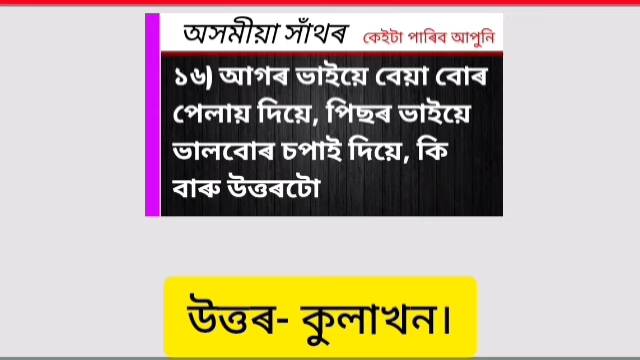 অসমীয়া সাঁথৰ কেইটা পাৰিব আপুনি
১৬) আগৰ ভাইয়ে বেয়া বোৰ
পেলায় দিয়ে, পিছৰ ভাইয়ে
ভালবোৰ চপাই দিয়ে, কি
বাৰু উত্তৰটো
উত্তৰ- কুলাখন।